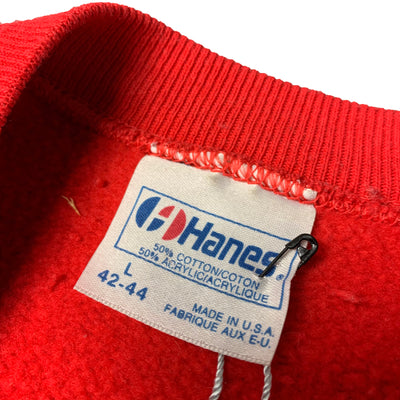 Hanes®
50% COTTON/COTON
50% ACRYLIC/ACRYLIQUE
L
42-44
MADE IN U.S.A.
FABRIQUE AUX E-U.